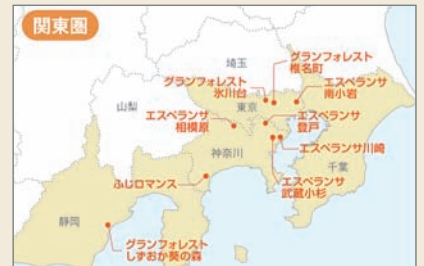 関東圏
埼玉
グランフォレスト
椎名町
グランフォレスト
氷川台
エスペランサ
南小岩
東京
山梨
エスペランサ
相模原
エスペランサ
登戸
エスペランサ川崎
神奈川
千葉
ふじロマンス
エスペランサ
武蔵小杉
静岡
グランフォレスト
しずおか葵の森